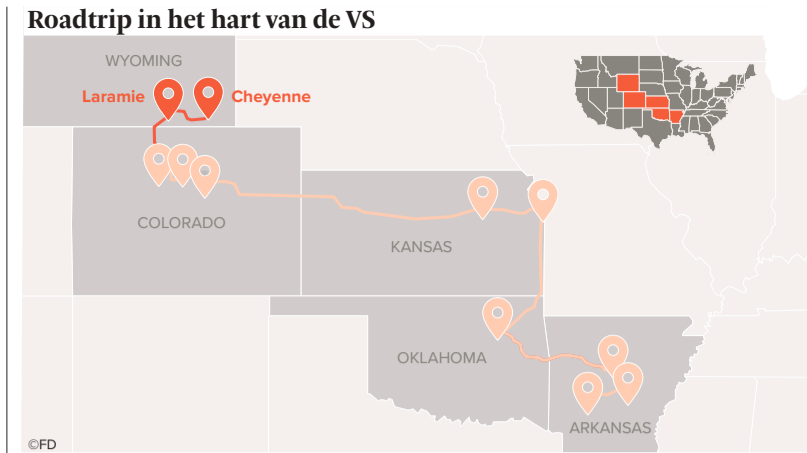 Roadtrip in het hart van de VS
WYOMING
Laramie
Cheyenne
COLORADO
KANSAS
OKLAHOMA
ARKANSAS
©FD